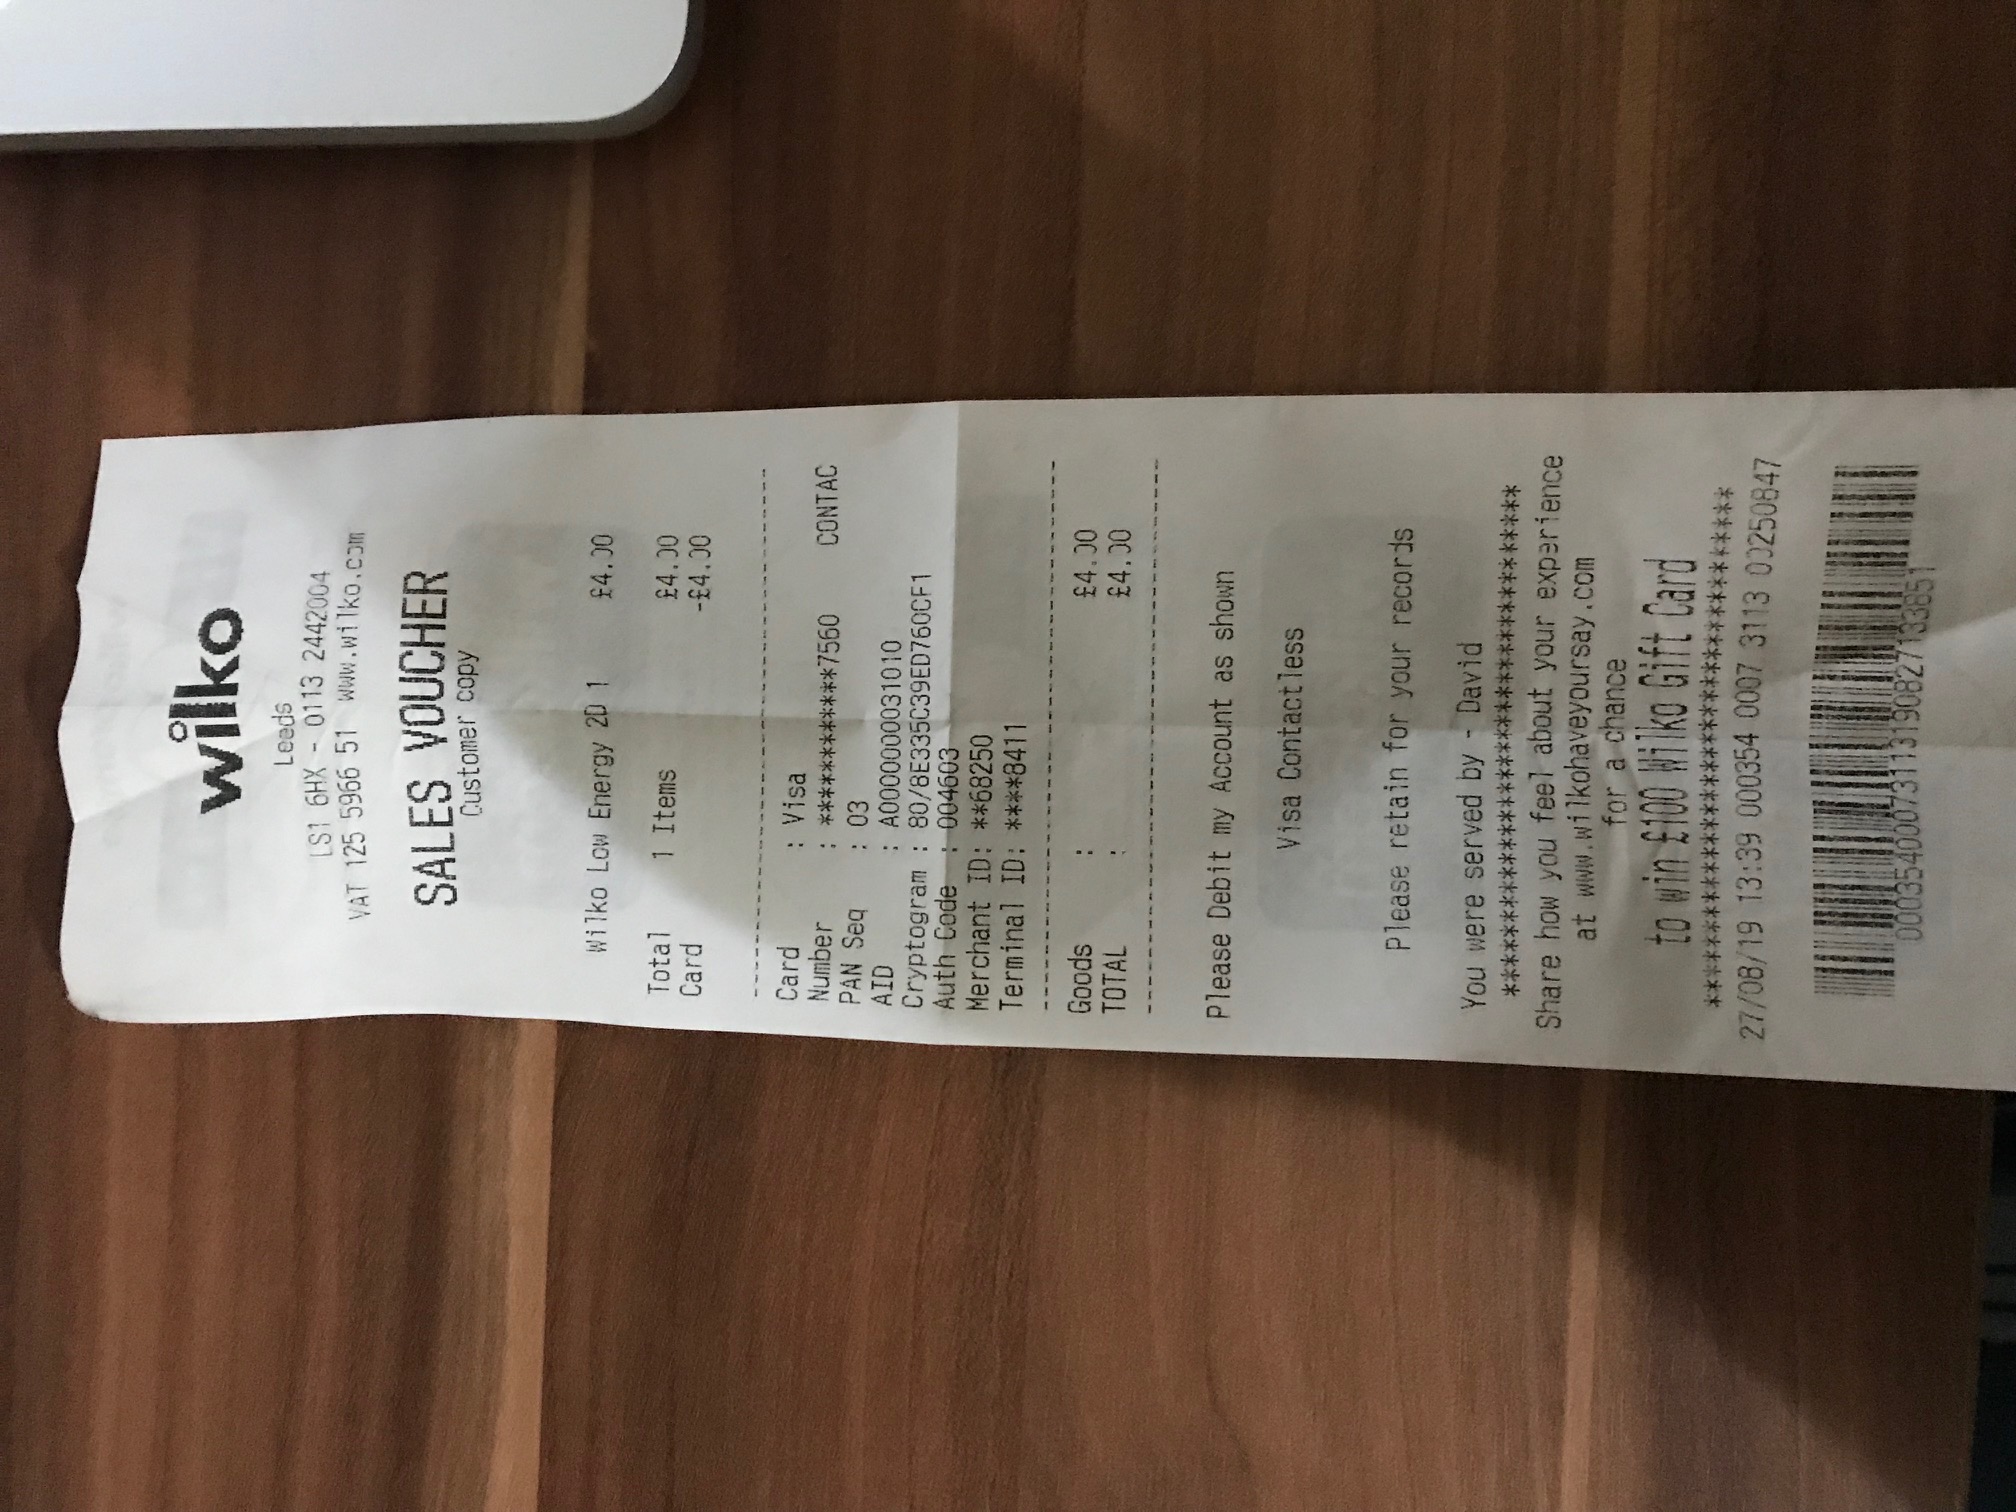 wilko
Leeds
LS1 6HX - 0113 2442004
VAT 125 5966 51 www.wilko.com
SALES VOUCHER
Customer copy
Wilko Low Energy 2D 1 £4.00
Total 1 Items £4.00
Card -£4.00
------------------------------------------
Card : Visa
Number : ************7560 CONTAC
PAN Seq : 03
AID : A0000000031010
Cryptogram : 80/8E335C39ED760CF1
Auth Code : 004603
Merchant ID: **68250
Terminal ID: ****8411
------------------------------------------
Goods : £4.00
TOTAL : £4.00
------------------------------------------
Please Debit my Account as shown
Visa Contactless
Please retain for your records
You were served by - David
***************************************
Share how you feel about your experience
at www.wilkohaveyoursay.com
for a chance
to win £100 Wilko Gift Card
***************************************
27/08/19 13:39 000354 0007 3113 00250847
0003540007311319082713​3851